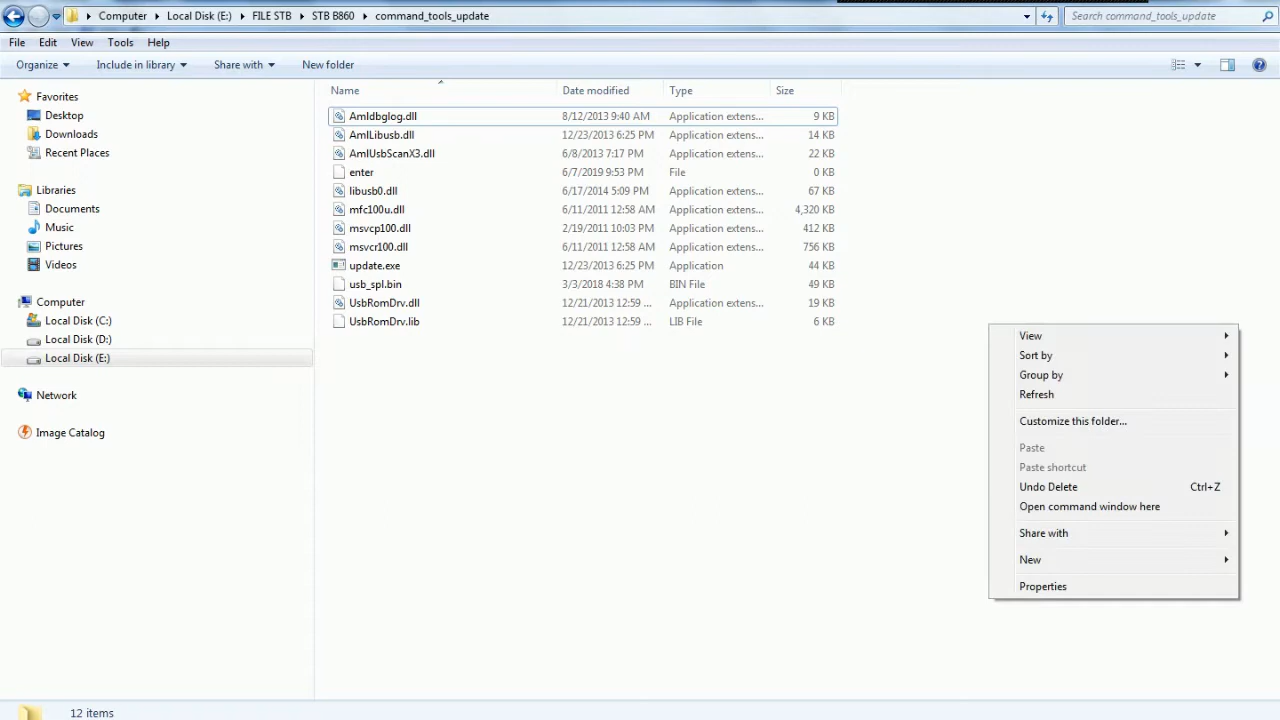 Computer Local Disk (E:) FILE STB STB B860 command_tools_update Search command_tools_update
File Edit View Tools Help
Organize Include in library Share with New folder
Name Date modified Type Size
Favorites
Desktop
Downloads
Recent Places
Libraries
Documents
Music
Pictures
Videos
Computer
Local Disk (C:)
Local Disk (D:)
Local Disk (E:)
Network
Image Catalog
Amldbglog.dll 8/12/2013 9:40 AM Application extens... 9 KB
AmlLibusb.dll 12/23/2013 6:25 PM Application extens... 14 KB
AmlUsbScanX3.dll 6/8/2013 7:17 PM Application extens... 22 KB
enter 6/7/2019 9:53 PM File 0 KB
libusb0.dll 6/17/2014 5:09 PM Application extens... 67 KB
mfc100u.dll 6/11/2011 12:58 AM Application extens... 4,320 KB
msvcp100.dll 2/19/2011 10:03 PM Application extens... 412 KB
msvcr100.dll 6/11/2011 12:58 AM Application extens... 756 KB
update.exe 12/23/2013 6:25 PM Application 44 KB
usb_spl.bin 3/3/2018 4:38 PM BIN File 49 KB
UsbRomDrv.dll 12/21/2013 12:59 ... Application extens... 19 KB
UsbRomDrv.lib 12/21/2013 12:59 ... LIB File 6 KB
View
Sort by
Group by
Refresh
Customize this folder...
Paste
Paste shortcut
Undo Delete Ctrl+Z
Open command window here
Share with
New
Properties
12 items